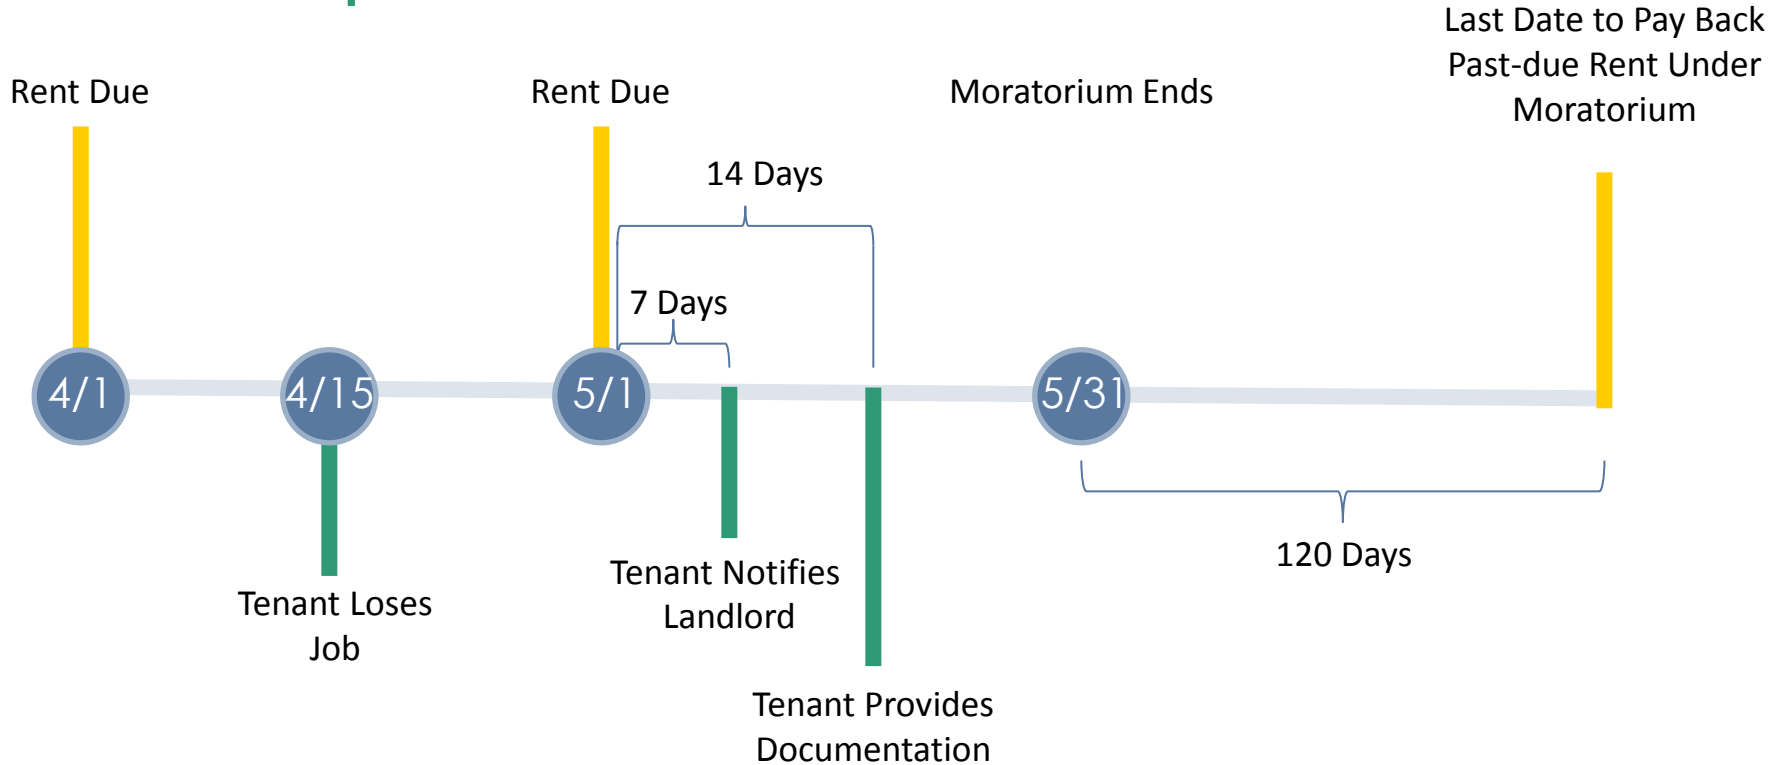 Last Date to Pay Back
Past-due Rent Under
Moratorium
Rent Due
Rent Due
Moratorium Ends
14 Days
7 Days
4/1
4/15
5/1
5/31
120 Days
Tenant Notifies
Landlord
Tenant Loses
Job
Tenant Provides
Documentation